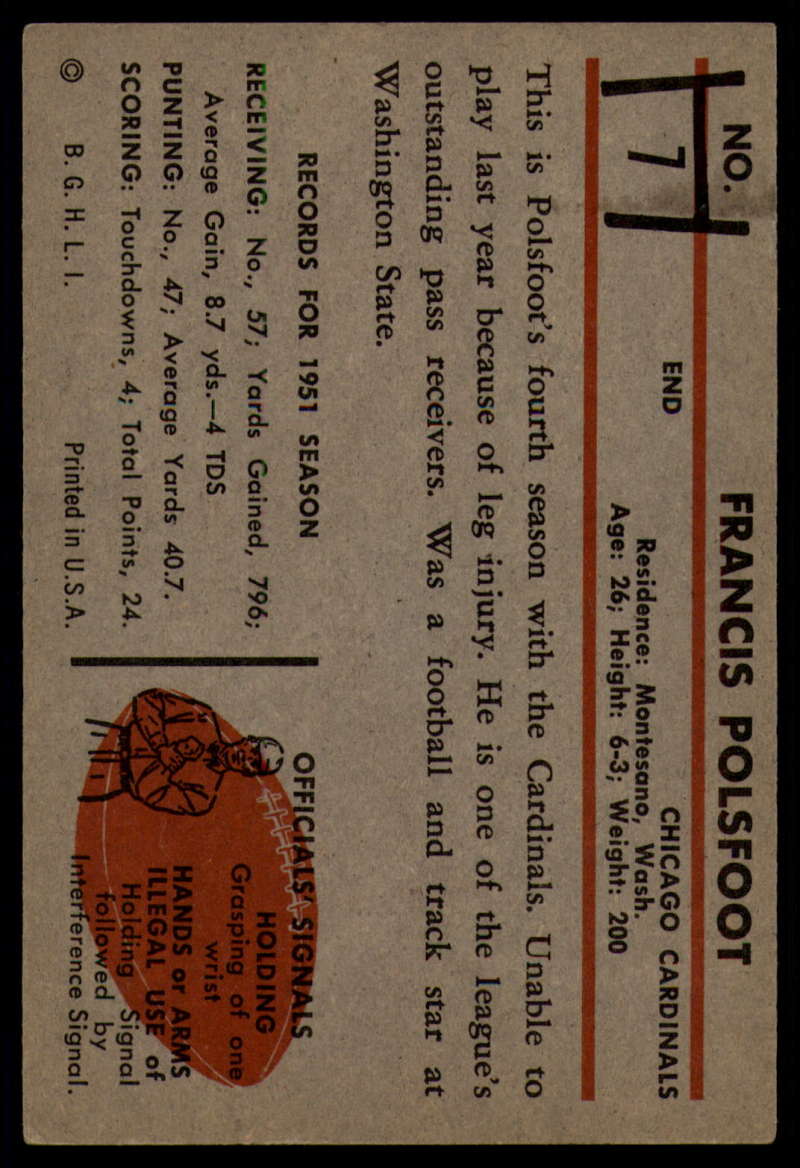 NO. 7
FRANCIS POLSFOOT
END
CHICAGO CARDINALS
Residence: Montesano, Wash.
Age: 26; Height: 6-3; Weight: 200
This is Polsfoot's fourth season with the Cardinals. Unable to
play last year because of leg injury. He is one of the league's
outstanding pass receivers. Was a football and track star at
Washington State.
RECORDS FOR 1951 SEASON
RECEIVING: No., 57; Yards Gained, 796;
Average Gain, 8.7 yds.—4 TDS
PUNTING: No., 47; Average Yards 40.7.
SCORING: Touchdowns, 4; Total Points, 24.
© B. G. H. L. I.
Printed in U.S.A.
OFFICIALS' SIGNALS
HOLDING
Grasping of one
wrist
HANDS or ARMS
ILLEGAL USE of
Holding Signal
followed by
Interference Signal.